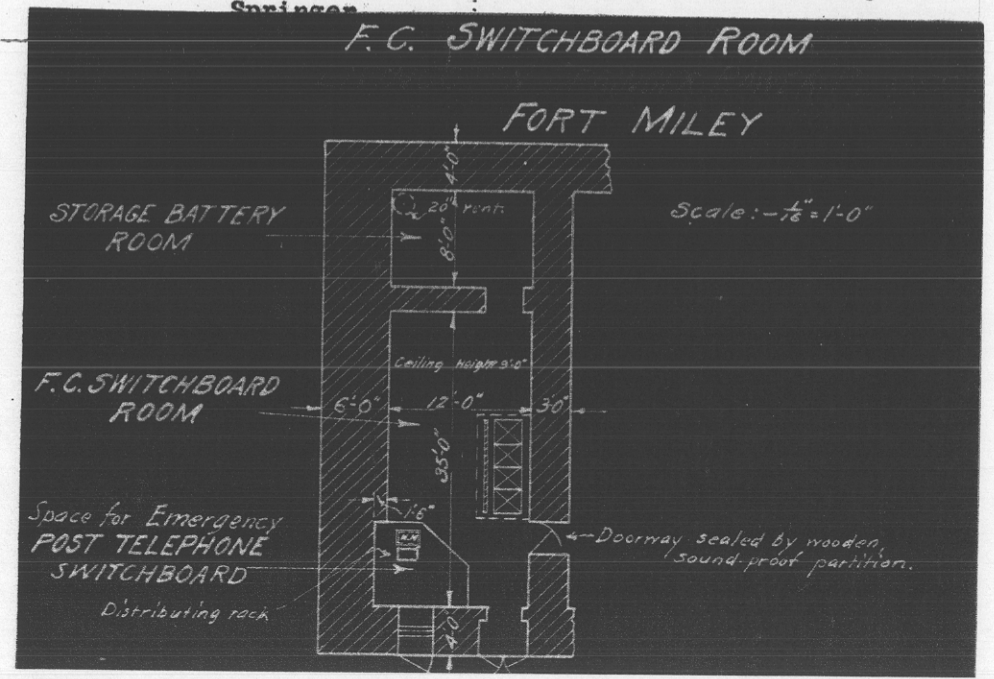 Springer
F. C. SWITCHBOARD ROOM
FORT MILEY
4'-0"
STORAGE BATTERY
ROOM
20" Vent.
8'-0"
Scale:-1/16"=1'-0"
Ceiling Height 9'-0"
F.C. SWITCHBOARD
ROOM
6'-0"
12'-0"
3'0"
35'-0"
1'-6"
Space for Emergency
POST TELEPHONE
SWITCHBOARD
Distributing rack
Doorway sealed by wooden,
sound-proof partition.
4'-0"